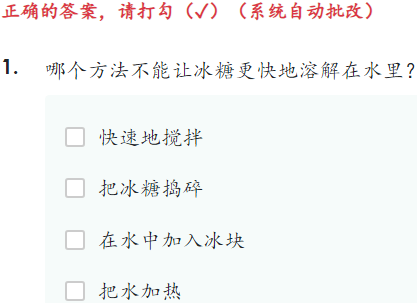 正确的答案，请打勾（✓）（系统自动批改）
1. 哪个方法不能让冰糖更快地溶解在水里？
快速地搅拌
把冰糖捣碎
在水中加入冰块
把水加热